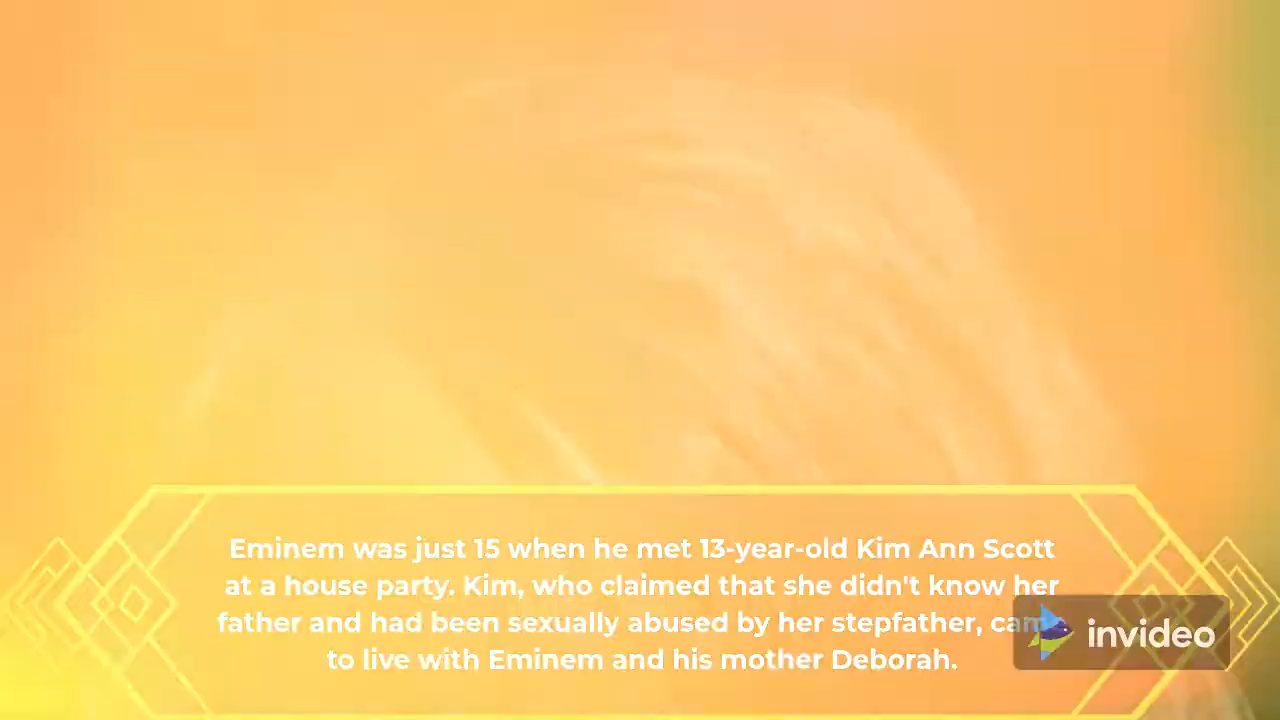 Eminem was just 15 when he met 13-year-old Kim Ann Scott
at a house party. Kim, who claimed that she didn't know her
father and had been sexually abused by her stepfather, came
to live with Eminem and his mother Deborah.
invideo